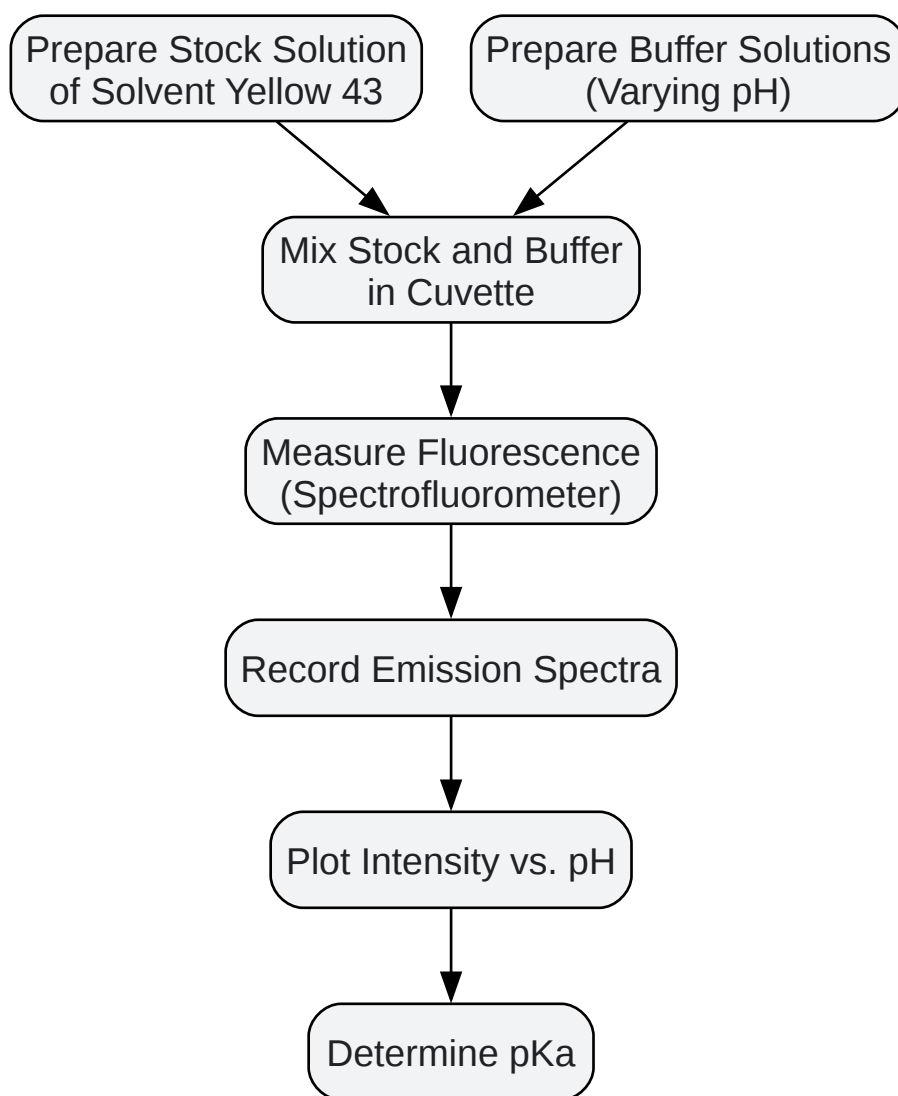 Prepare Stock Solution
of Solvent Yellow 43
Prepare Buffer Solutions
(Varying pH)
Mix Stock and Buffer
in Cuvette
Measure Fluorescence
(Spectrofluorometer)
Record Emission Spectra
Plot Intensity vs. pH
Determine pKa